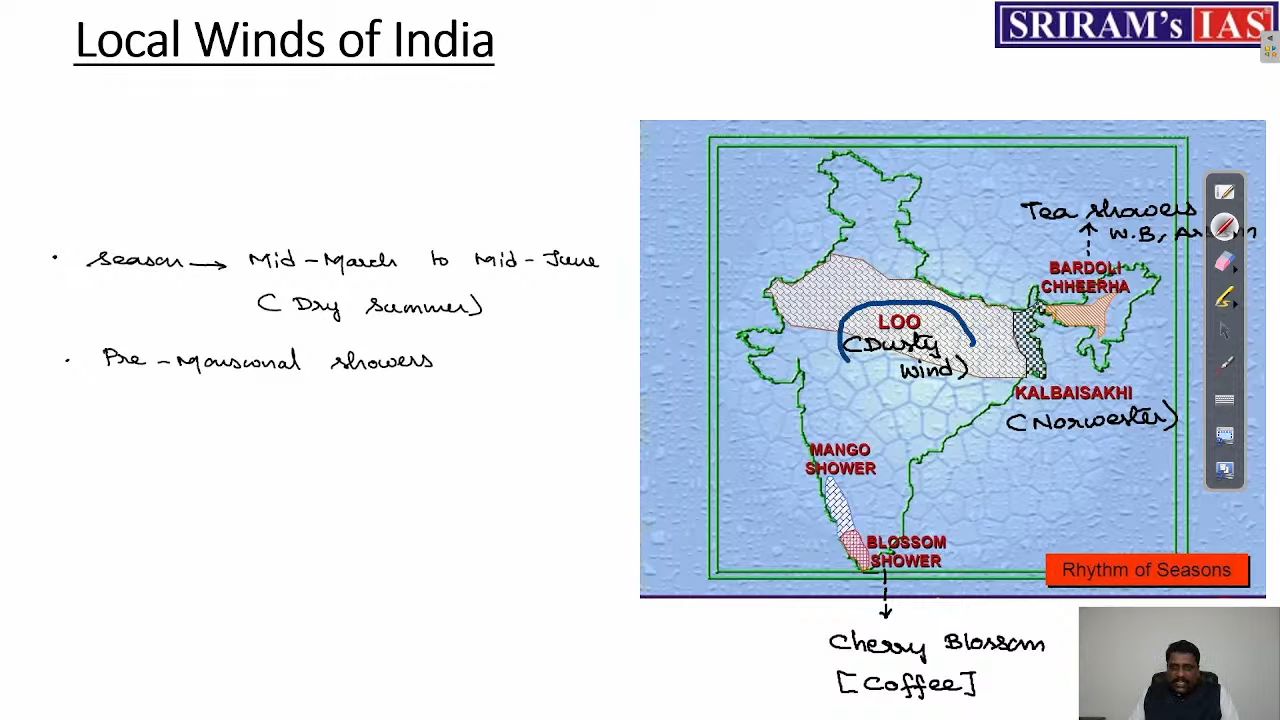 Local Winds of India
SRIRAM's IAS
. Season → Mid-March to Mid-June
( Dry Summer)
. Pre-Monsoonal showers
Tea showers
W.B,
BARDOLI
CHHEERHA
LOO
(Dusty
wind)
KALBAISAKHI
(Norwester)
MANGO
SHOWER
BLOSSOM
SHOWER
Rhythm of Seasons
Cherry Blossom
[Coffee]